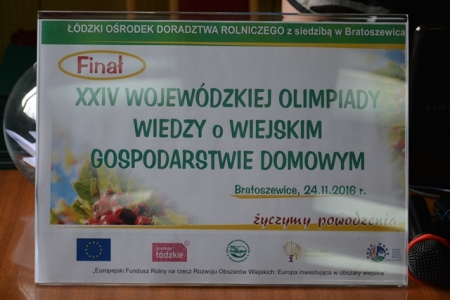 ŁÓDZKI OŚRODEK DORADZTWA ROLNICZEGO z siedzibą w Bratoszewicach
Finał
XXIV WOJEWÓDZKIEJ OLIMPIADY
WIEDZY o WIEJSKIM
GOSPODARSTWIE DOMOWYM
Bratoszewice, 24.11.2016 r.
życzymy powodzenia
łódzkie
„Europejski Fundusz Rolny na rzecz Rozwoju Obszarów Wiejskich: Europa inwestująca w obszary wiejskie"